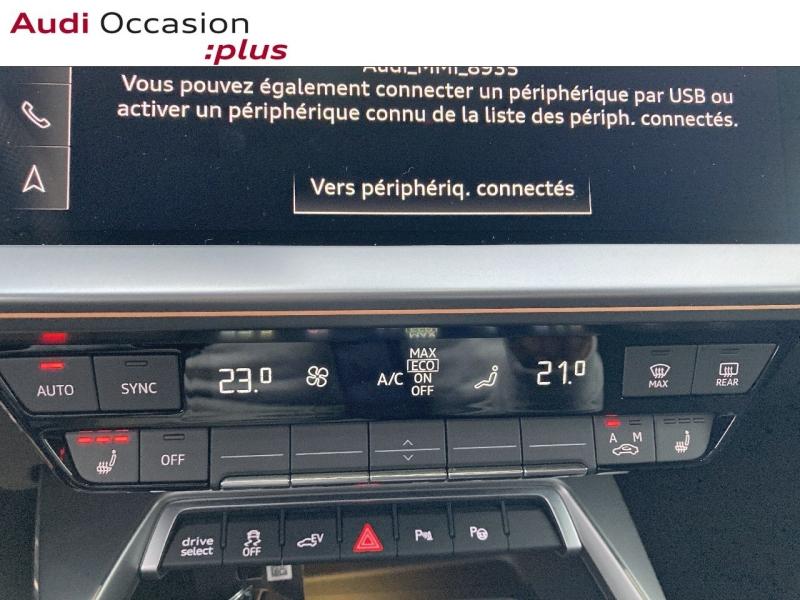 Audi Occasion
:plus
Audi_MMI_8935
Vous pouvez également connecter un périphérique par USB ou
activer un périphérique connu de la liste des périph. connectés.
Vers périphériq. connectés
AUTO
SYNC
23.0
A/C
MAX
ECO
ON
OFF
21.0
MAX
REAR
OFF
A M
drive
select
OFF
EV
P
P